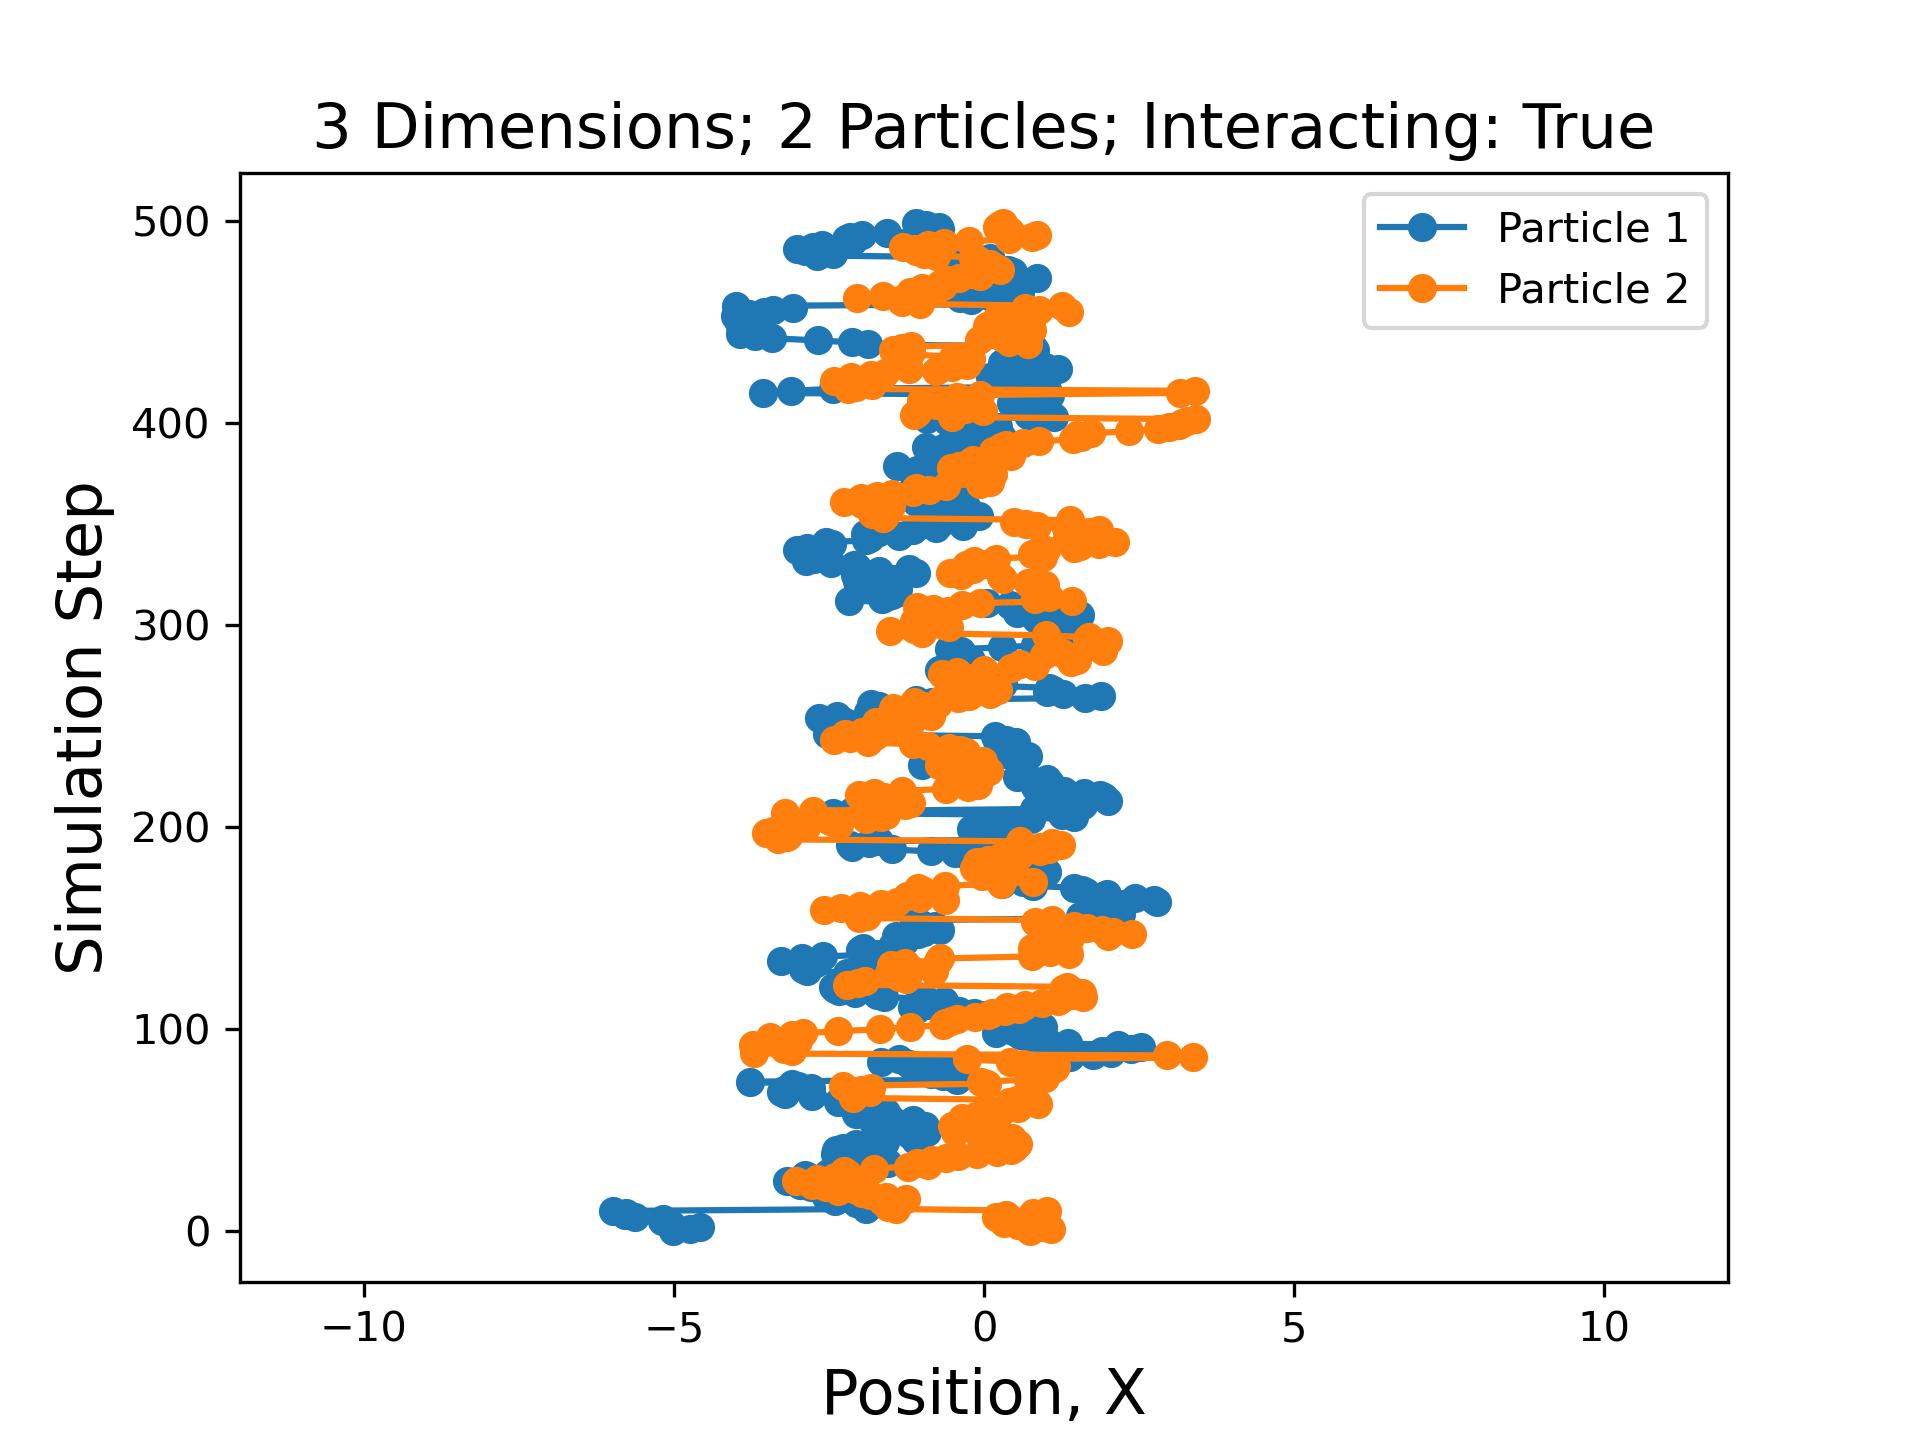 3 Dimensions; 2 Particles; Interacting: True
Particle 1
Particle 2
500
400
300
200
100
0
Simulation Step
−10
−5
0
5
10
Position, X